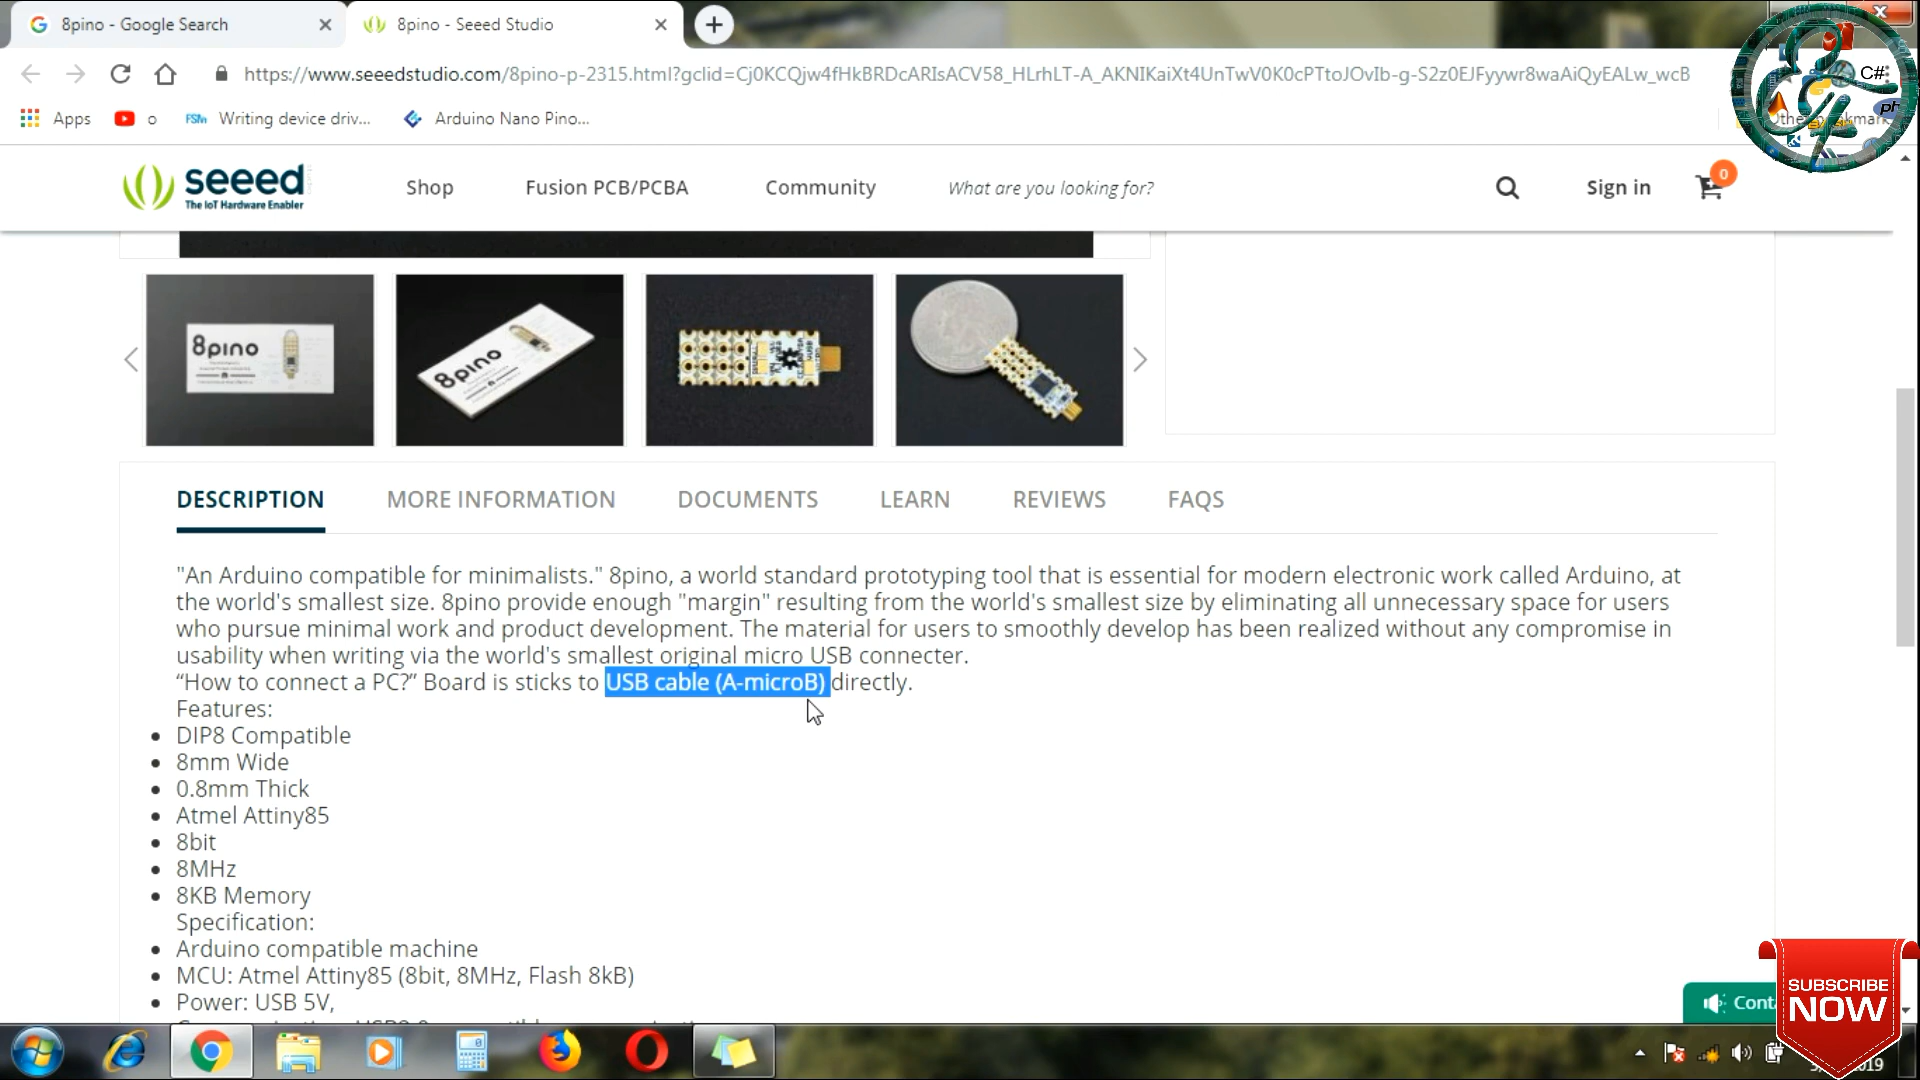 8pino - Google Search
8pino - Seeed Studio
https://www.seeedstudio.com/8pino-p-2315.html?gclid=Cj0KCQjw4fHkBRDcARIsACV58_HLrhLT-A_AKNIKaiXt4UnTwV0K0cPTtoJOvIb-g-S2z0EJFyywr8waAiQyEALw_wcB
C#
Apps
o
FSM
Writing device driv...
Arduino Nano Pino...
seeed
The IoT Hardware Enabler
Shop
Fusion PCB/PCBA
Community
What are you looking for?
Sign in
0
8pino
8pino
DESCRIPTION
MORE INFORMATION
DOCUMENTS
LEARN
REVIEWS
FAQS
"An Arduino compatible for minimalists." 8pino, a world standard prototyping tool that is essential for modern electronic work called Arduino, at
the world's smallest size. 8pino provide enough "margin" resulting from the world's smallest size by eliminating all unnecessary space for users
who pursue minimal work and product development. The material for users to smoothly develop has been realized without any compromise in
usability when writing via the world's smallest original micro USB connecter.
“How to connect a PC?” Board is sticks to USB cable (A-microB) directly.
Features:
DIP8 Compatible
8mm Wide
0.8mm Thick
Atmel Attiny85
8bit
8MHz
8KB Memory
Specification:
Arduino compatible machine
MCU: Atmel Attiny85 (8bit, 8MHz, Flash 8kB)
Power: USB 5V,
SUBSCRIBE
NOW